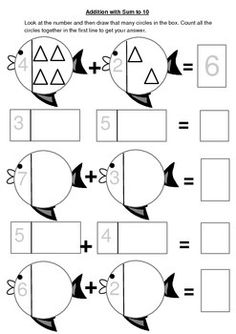 Addition with Sum to 10
Look at the number and then draw that many circles in the box. Count all the
circles together in the first line to get your answer.
4 + 2 = 6
3 5 =
7 + 3 =
5 + 4 =
6 + 2 =